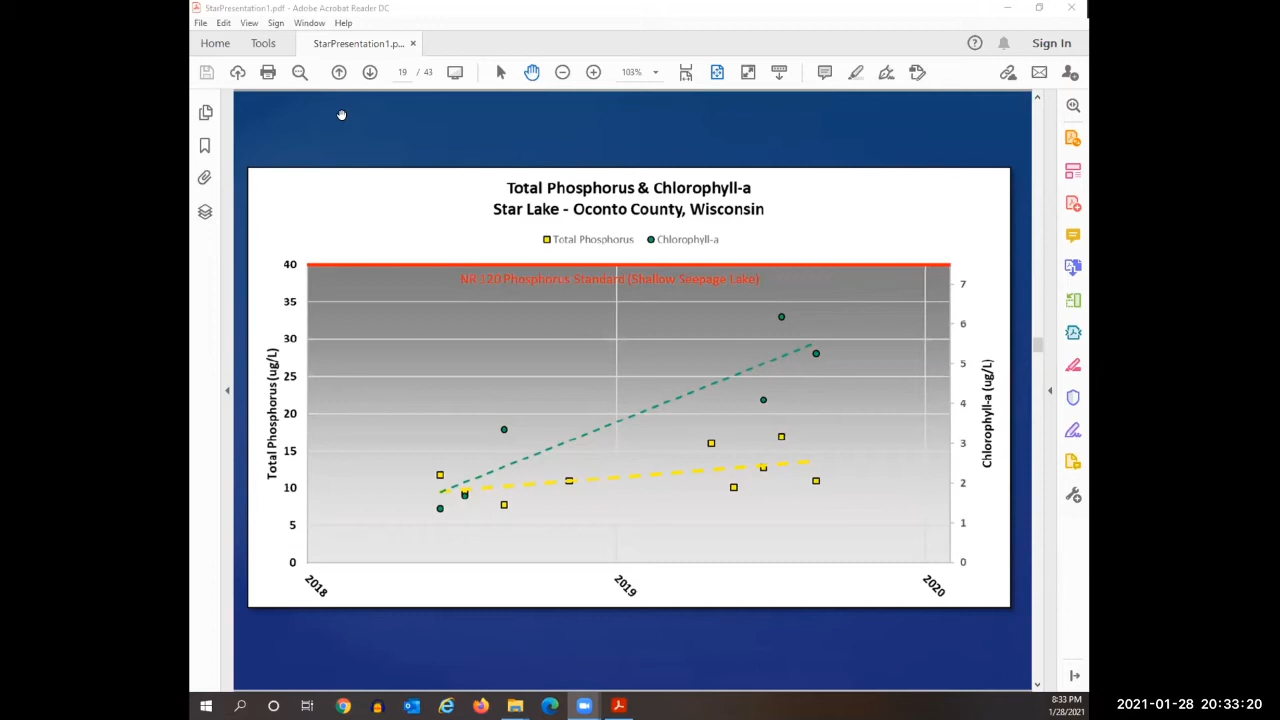 StarPresentation1.pdf - Adobe Acrobat Reader DC
File Edit View Sign Window Help
Home Tools StarPresentation1.p... × Sign In
19 / 43 103%
Total Phosphorus & Chlorophyll-a
Star Lake - Oconto County, Wisconsin
Total Phosphorus Chlorophyll-a
NR 120 Phosphorus Standard (Shallow Seepage Lake)
Total Phosphorus (ug/L)
40
35
30
25
20
15
10
5
0
7
6
5
4
3
2
1
0
Chlorophyll-a (ug/L)
2018 2019 2020
8:33 PM
1/28/2021
2021-01-28 20:33:20